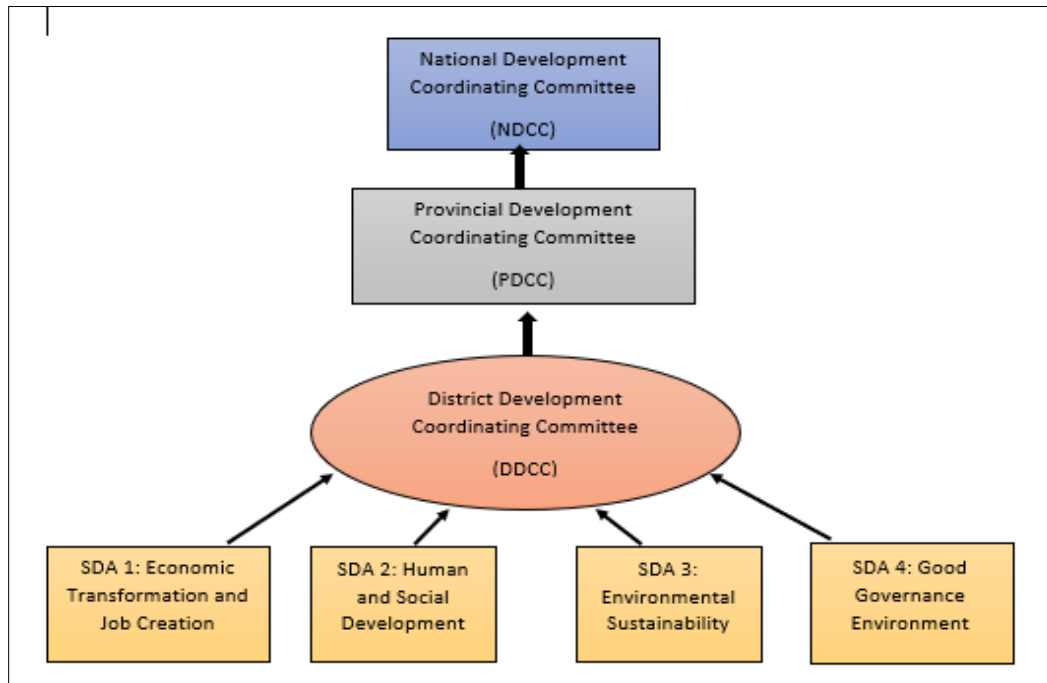 National Development
Coordinating Committee
(NDCC)
Provincial Development
Coordinating Committee
(PDCC)
District Development
Coordinating Committee
(DDCC)
SDA 1: Economic
Transformation and
Job Creation
SDA 2: Human
and Social
Development
SDA 3:
Environmental
Sustainability
SDA 4: Good
Governance
Environment